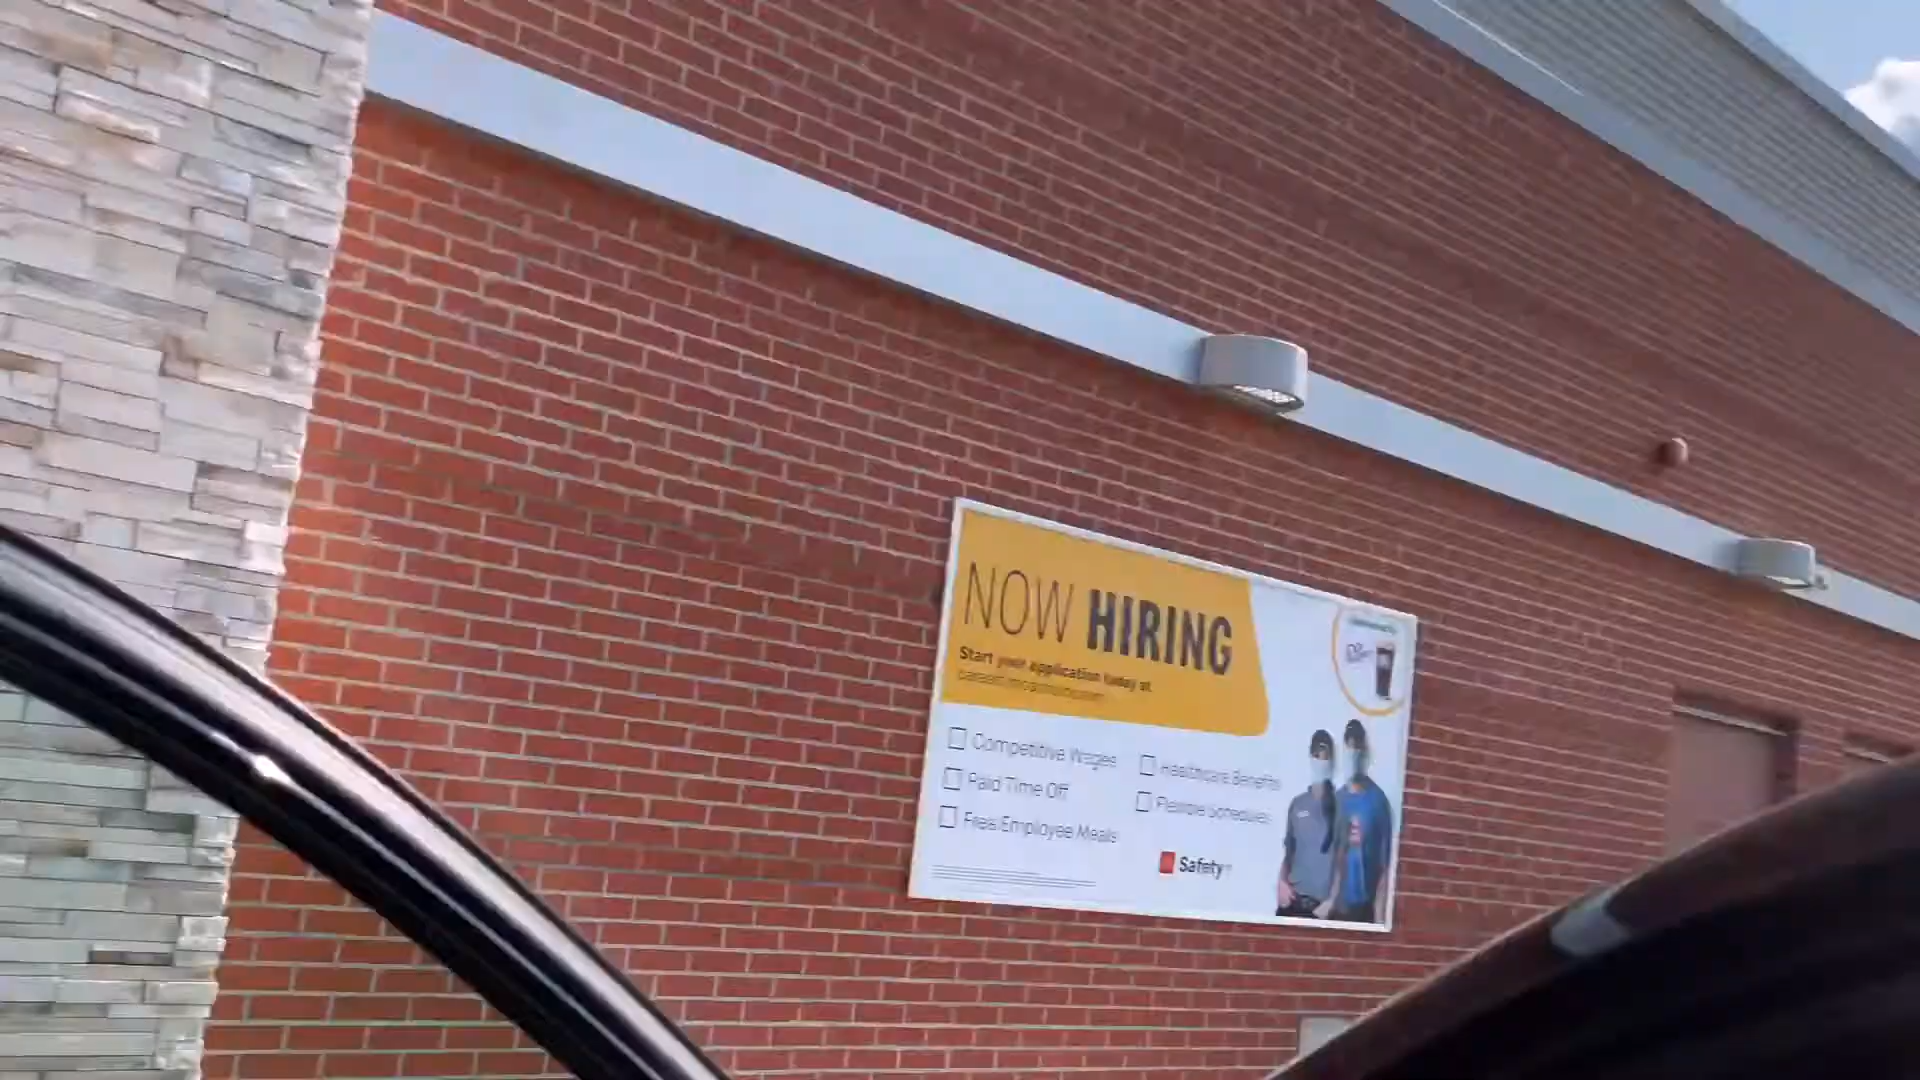 NOW HIRING
Start your application today at
Competitive Wages
Paid Time Off
Free Employee Meals
Healthcare Benefits
Flexible Schedules
Safety+